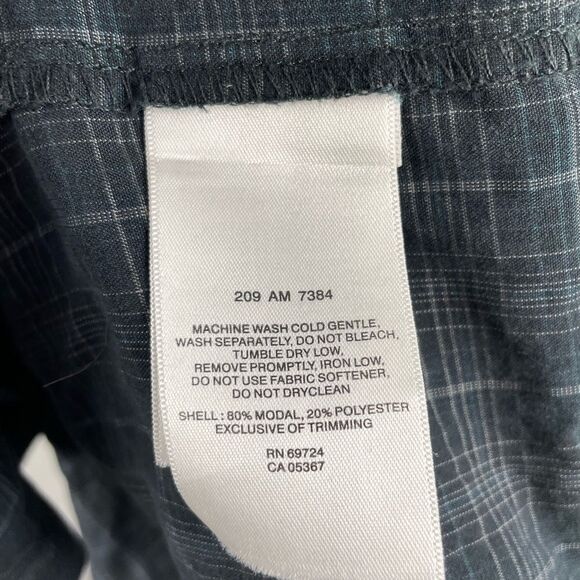 209 AM 7384
MACHINE WASH COLD GENTLE,
WASH SEPARATELY, DO NOT BLEACH,
TUMBLE DRY LOW,
REMOVE PROMPTLY, IRON LOW,
DO NOT USE FABRIC SOFTENER,
DO NOT DRYCLEAN
SHELL : 80% MODAL, 20% POLYESTER
EXCLUSIVE OF TRIMMING
RN 69724
CA 05367